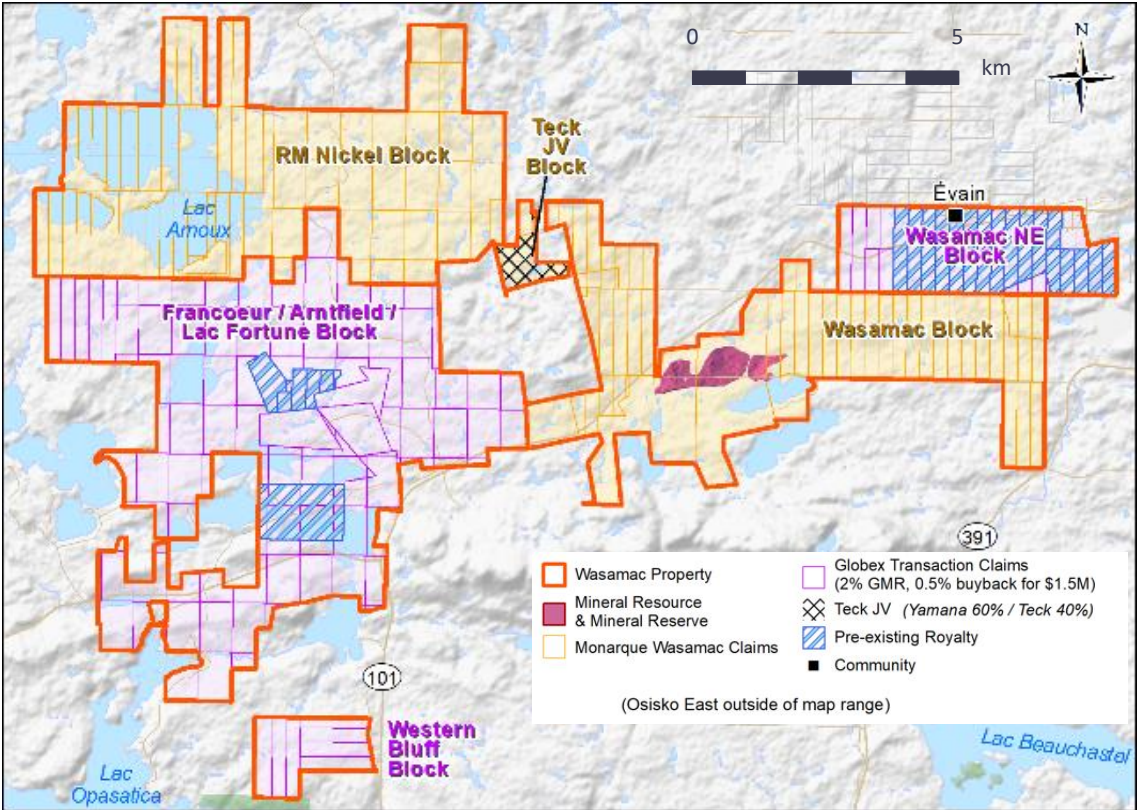 0 5
km
N
Teck
JV
Block
RM Nickel Block
Évain
Lac
Amoux
Wasamac NE
Block
Francoeur / Arntfield /
Lac Fortune Block
Wasamac Block
391
Wasamac Property
Mineral Resource
& Mineral Reserve
Monarque Wasamac Claims
Globex Transaction Claims
(2% GMR, 0.5% buyback for $1.5M)
Teck JV (Yamana 60% / Teck 40%)
Pre-existing Royalty
Community
(Osisko East outside of map range)
101
Western
Bluff
Block
Lac Beauchastel
Lac
Opasatica